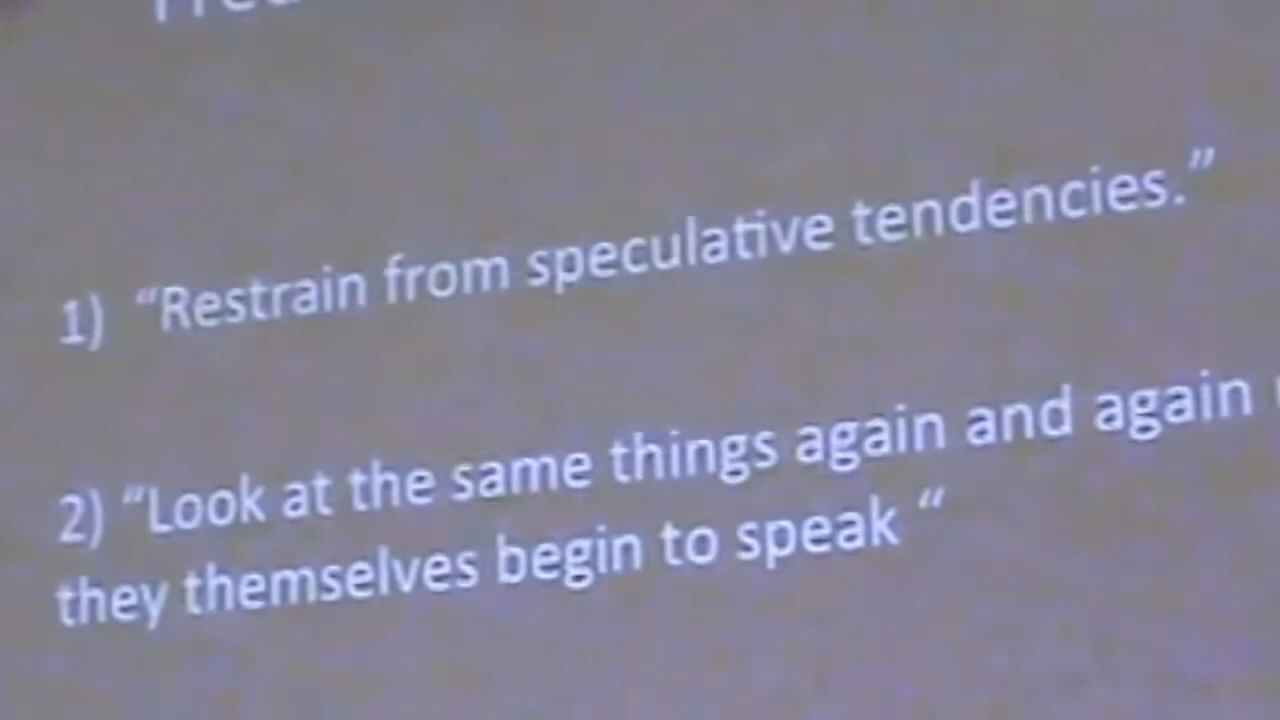 1) “Restrain from speculative tendencies.”
2) “Look at the same things again and again
they themselves begin to speak “